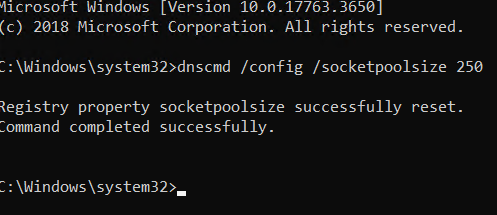 Microsoft Windows [Version 10.0.17763.3650]
(c) 2018 Microsoft Corporation. All rights reserved.
C:\Windows\system32>dnscmd /config /socketpoolsize 250
Registry property socketpoolsize successfully reset.
Command completed successfully.
C:\Windows\system32>